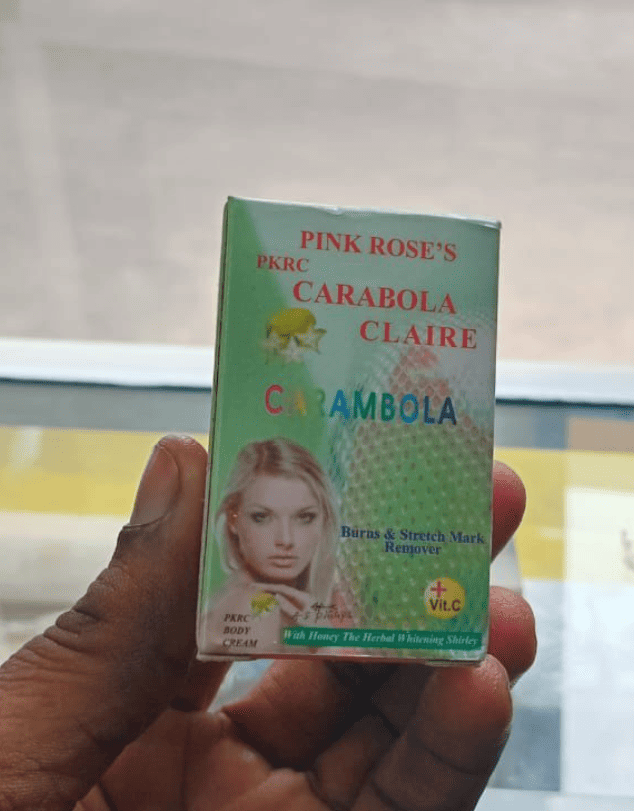 PINK ROSE'S
PKRC
CARABOLA
CLAIRE
CARAMBOLA
Burns & Stretch Mark
Remover
+
Vit.C
PKRC
BODY
CREAM
With Honey The Herbal Whitening Shirley